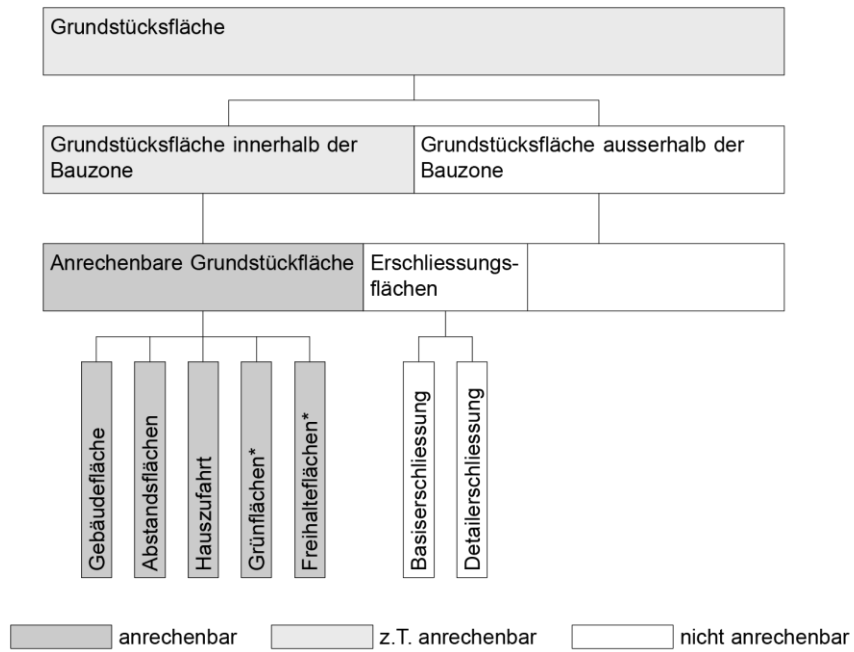 Grundstücksfläche
Grundstücksfläche innerhalb der
Bauzone
Grundstücksfläche ausserhalb der
Bauzone
Anrechenbare Grundstückfläche
Erschliessungs-
flächen
Gebäudefläche
Abstandsflächen
Hauszufahrt
Grünflächen*
Freihalteflächen*
Basiserschliessung
Detailerschliessung
anrechenbar
z.T. anrechenbar
nicht anrechenbar